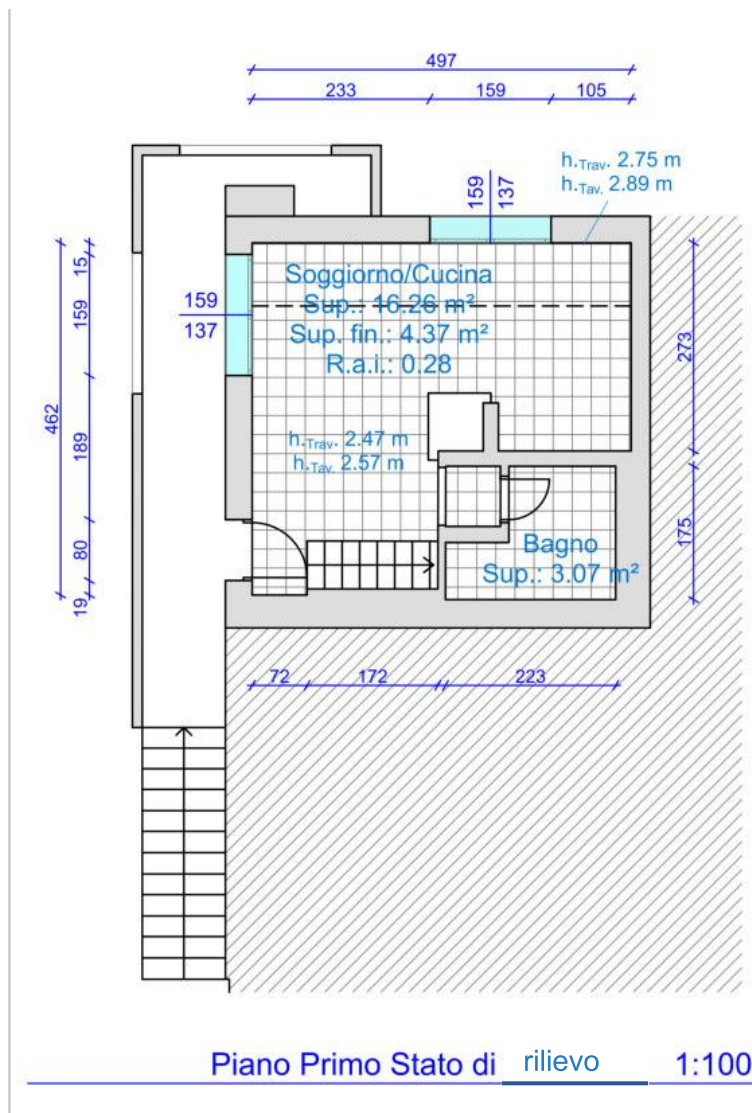 497
233 159 105
h.Trav. 2.75 m
h.Tav. 2.89 m
159
137
15
159
189
80
19
462
159
137
Soggiorno/Cucina
Sup.: 16.26 m²
Sup. fin.: 4.37 m²
R.a.i.: 0.28
273
h.Trav. 2.47 m
h.Tav. 2.57 m
175
Bagno
Sup.: 3.07 m²
72 172 223
Piano Primo Stato di rilievo 1:100